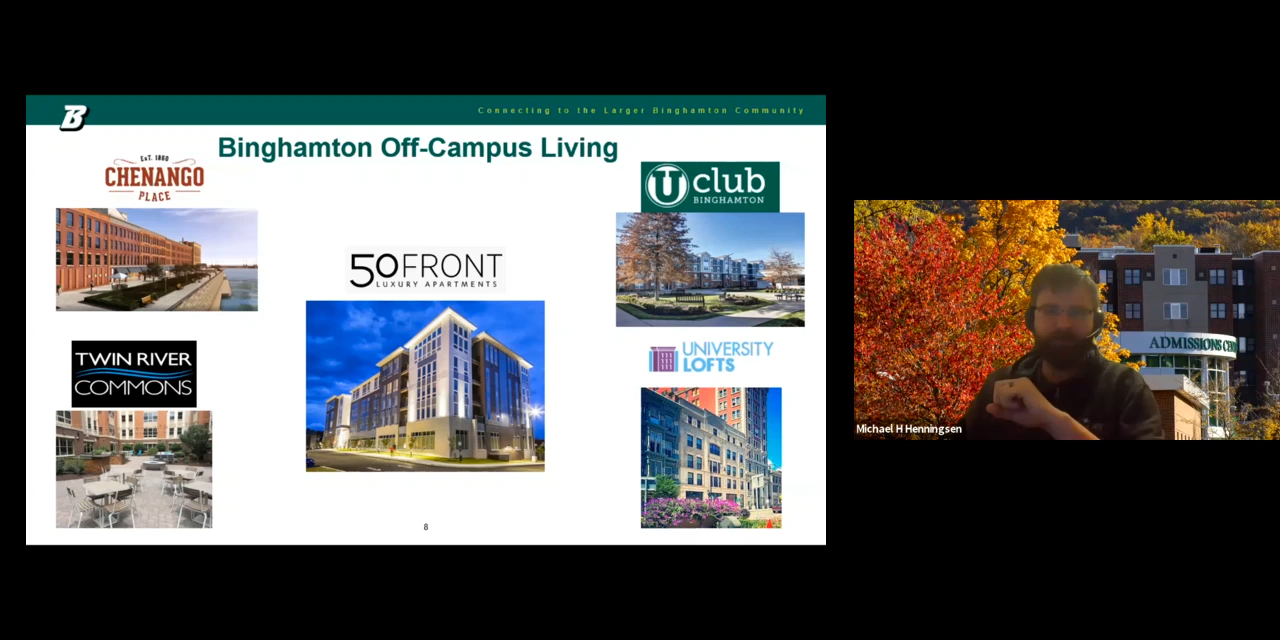 Connecting to the Larger Binghamton Community
B
Binghamton Off-Campus Living
EST. 1880
CHENANGO
PLACE
U club
BINGHAMTON
50 FRONT
LUXURY APARTMENTS
TWIN RIVER
COMMONS
UNIVERSITY
LOFTS
8
ADMISSIONS CEN
Michael H Henningsen